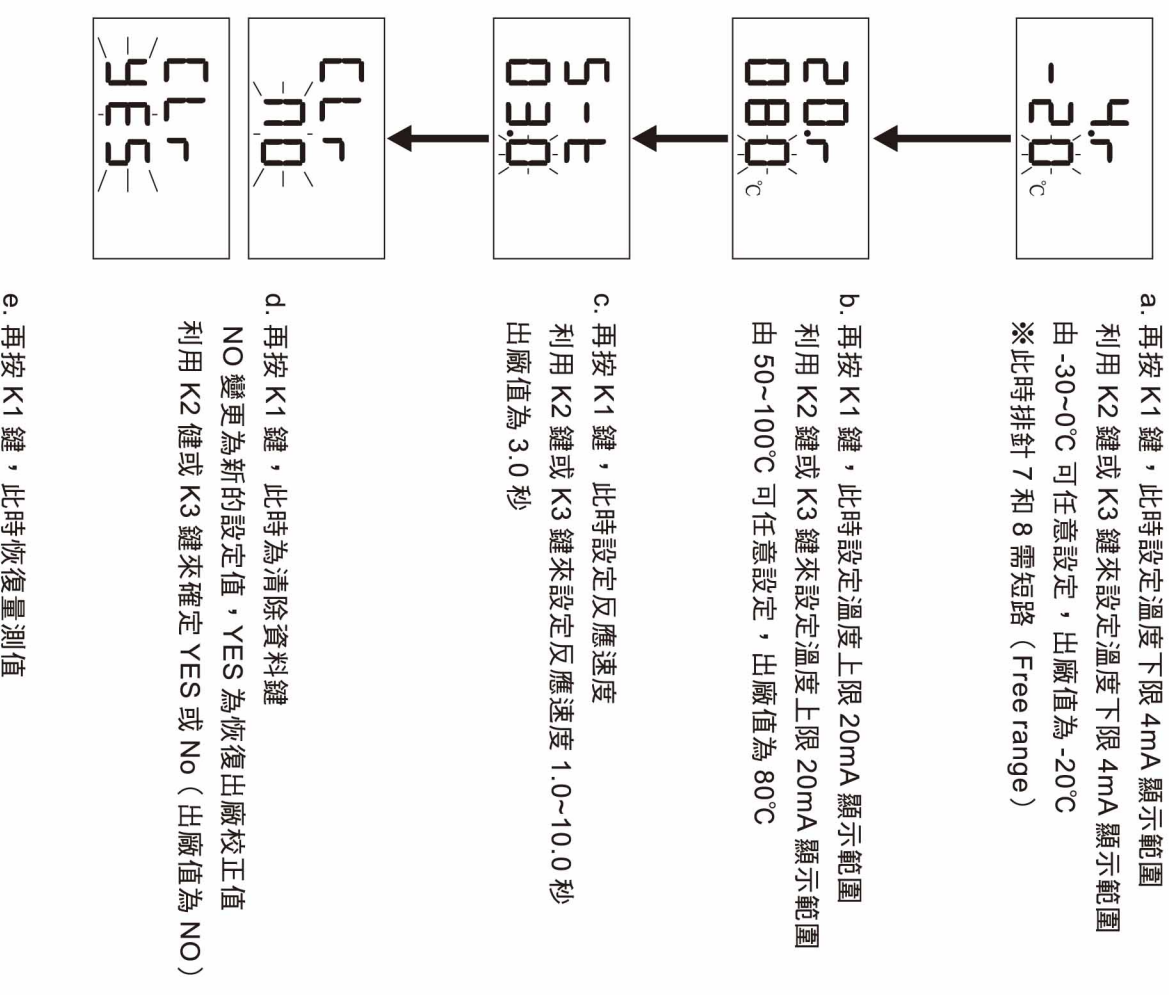 4.r
-20
℃
a. 再按 K1 鍵，此時設定溫度下限 4mA 顯示範圍
利用 K2 鍵或 K3 鍵來設定溫度下限 4mA 顯示範圍
由 -30~0℃ 可任意設定，出廠值為 -20℃
※此時排針 7 和 8 需短路（Free range）
20.r
080
℃
b. 再按 K1 鍵，此時設定溫度上限 20mA 顯示範圍
利用 K2 鍵或 K3 鍵來設定溫度上限 20mA 顯示範圍
由 50~100℃ 可任意設定，出廠值為 80℃
S-t
03.0
c. 再按 K1 鍵，此時設定反應速度
利用 K2 鍵或 K3 鍵來設定反應速度 1.0~10.0 秒
出廠值為 3.0 秒
CLr
no
CLr
YES
d. 再按 K1 鍵，此時為清除資料鍵
NO 變更為新的設定值，YES 為恢復出廠校正值
利用 K2 健或 K3 鍵來確定 YES 或 No（出廠值為 NO）
e. 再按 K1 鍵，此時恢復量測值